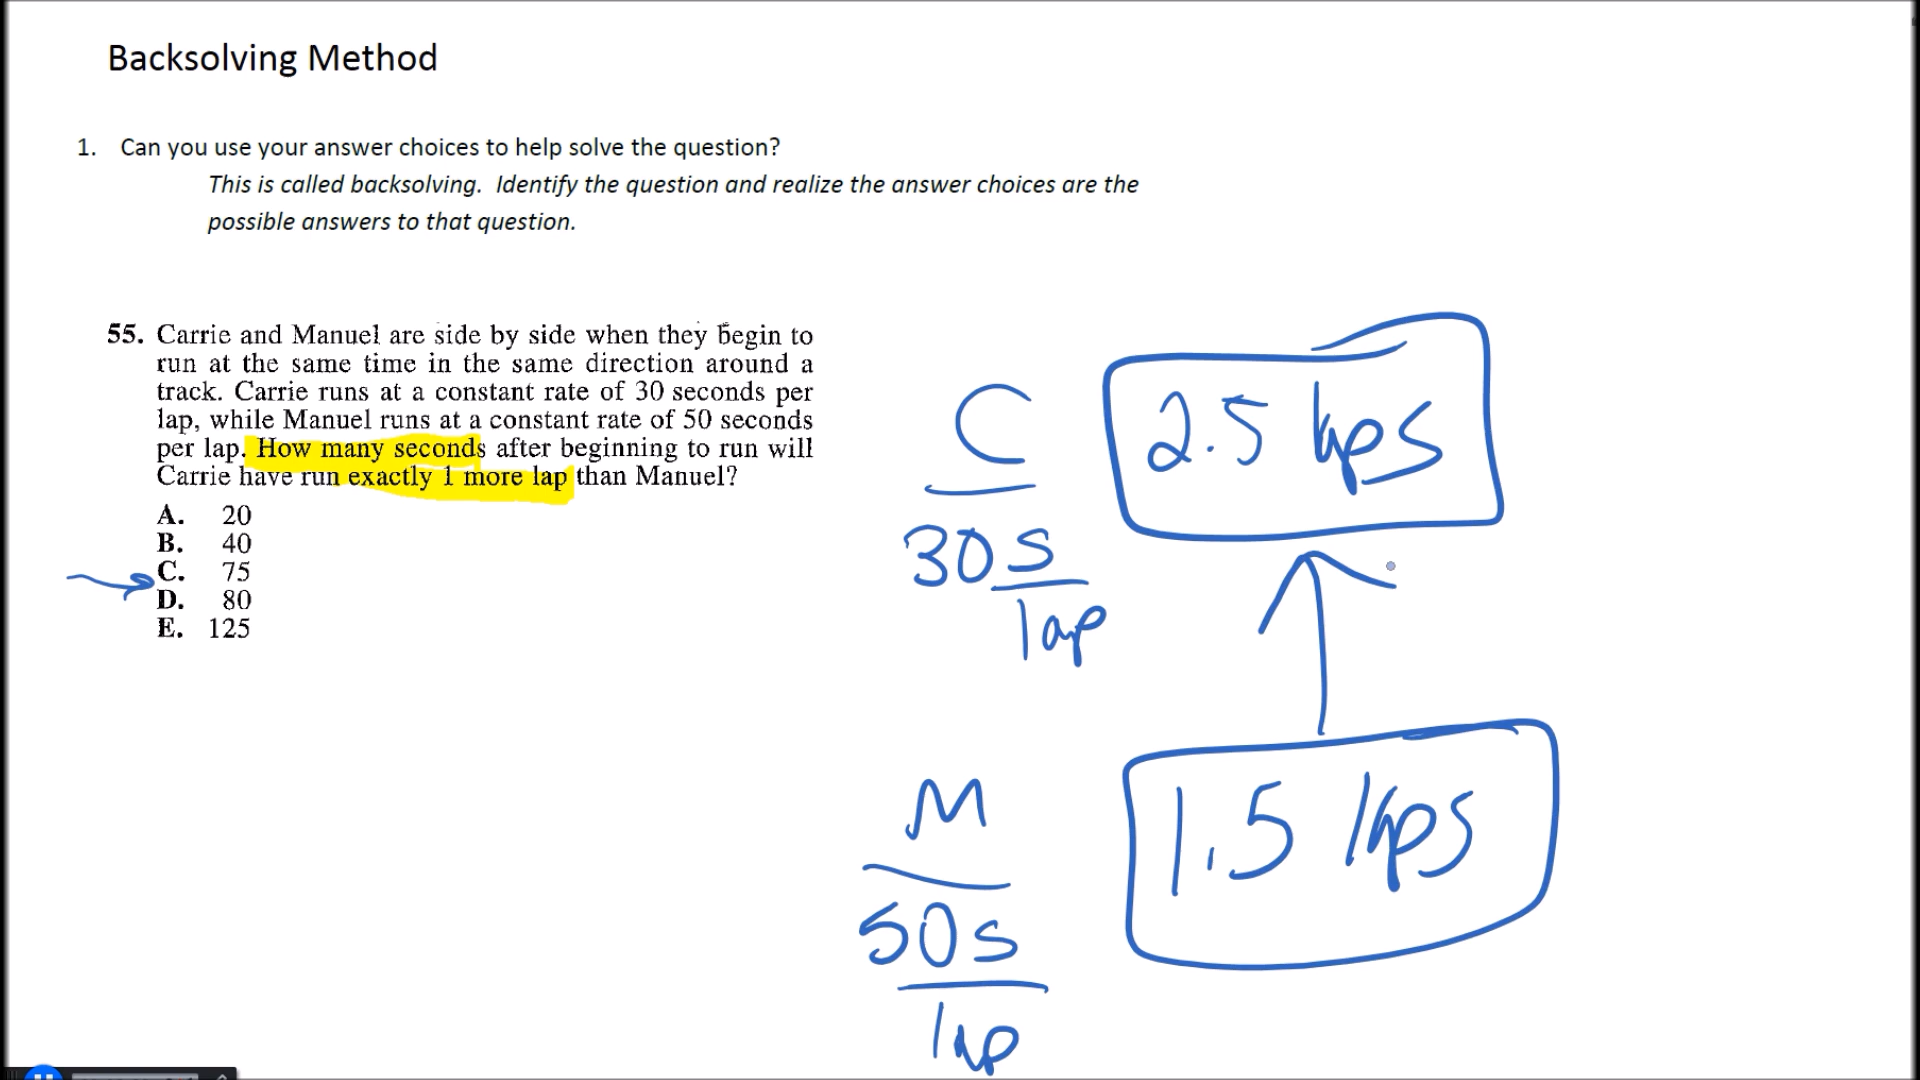 Backsolving Method
1. Can you use your answer choices to help solve the question?
This is called backsolving. Identify the question and realize the answer choices are the
possible answers to that question.
55. Carrie and Manuel are side by side when they begin to
run at the same time in the same direction around a
track. Carrie runs at a constant rate of 30 seconds per
lap, while Manuel runs at a constant rate of 50 seconds
per lap. How many seconds after beginning to run will
Carrie have run exactly 1 more lap than Manuel?
A. 20
B. 40
C. 75
D. 80
E. 125
C
30 s
lap
2.5 laps
M
50 s
lap
1.5 laps